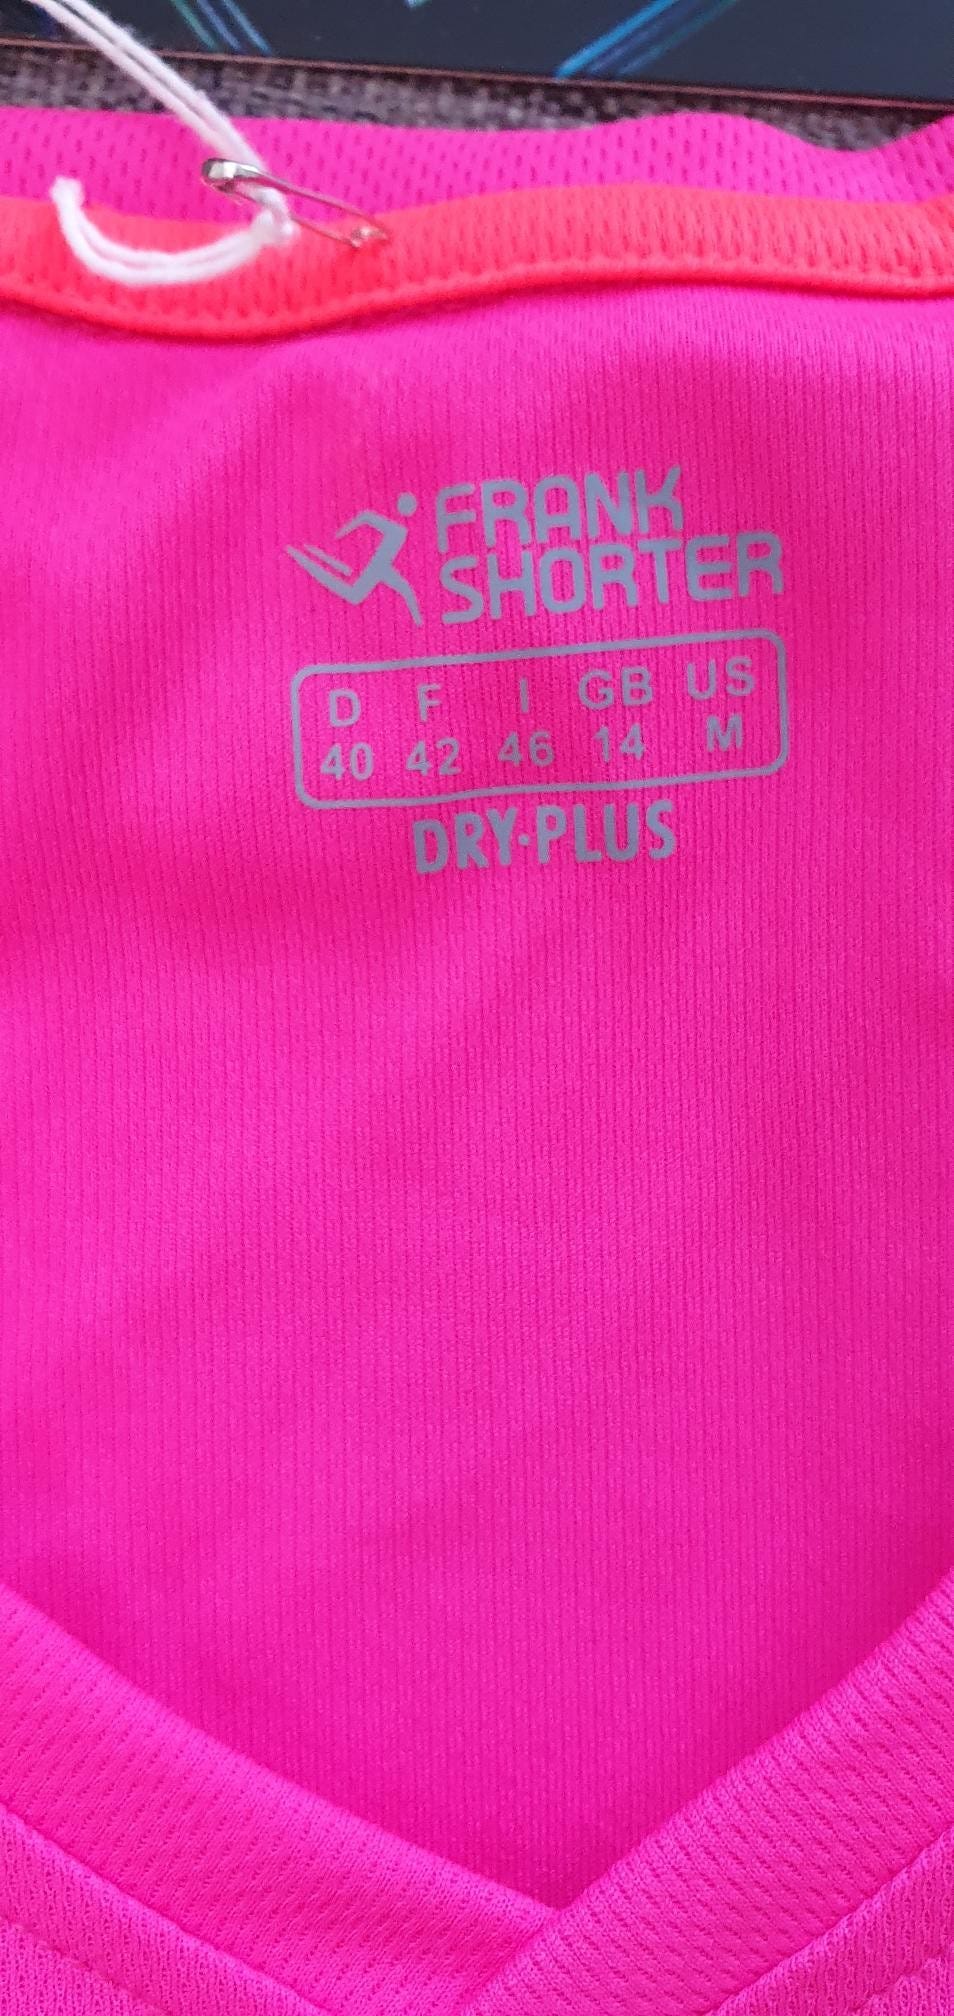 FRANK
SHORTER
D F I GB US
40 42 46 14 M
DRY·PLUS